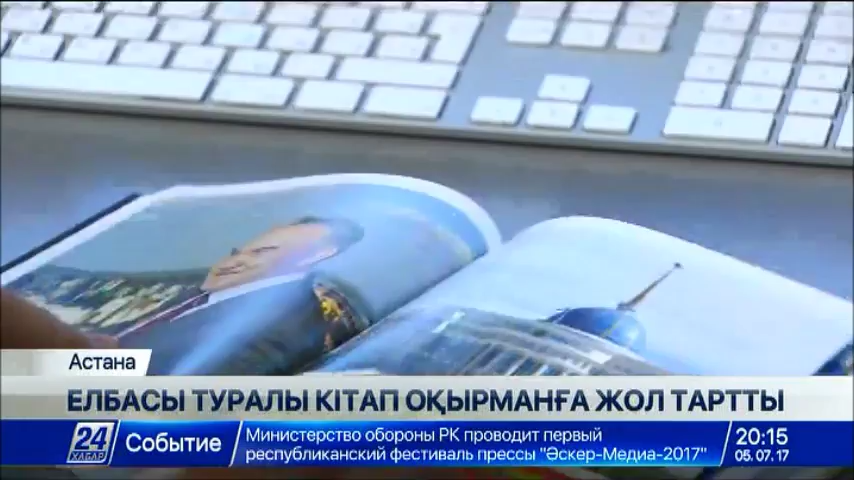 Астана
ЕЛБАСЫ ТУРАЛЫ КІТАП ОҚЫРМАНҒА ЖОЛ ТАРТТЫ
24
ХАБАР
Событие
Министерство обороны РК проводит первый
республиканский фестиваль прессы "Әскер-Медиа-2017"
20:15
05.07.17